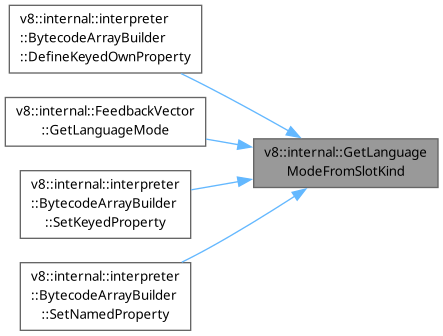 v8::internal::interpreter
::BytecodeArrayBuilder
::DefineKeyedOwnProperty
v8::internal::FeedbackVector
::GetLanguageMode
v8::internal::GetLanguage
ModeFromSlotKind
v8::internal::interpreter
::BytecodeArrayBuilder
::SetKeyedProperty
v8::internal::interpreter
::BytecodeArrayBuilder
::SetNamedProperty